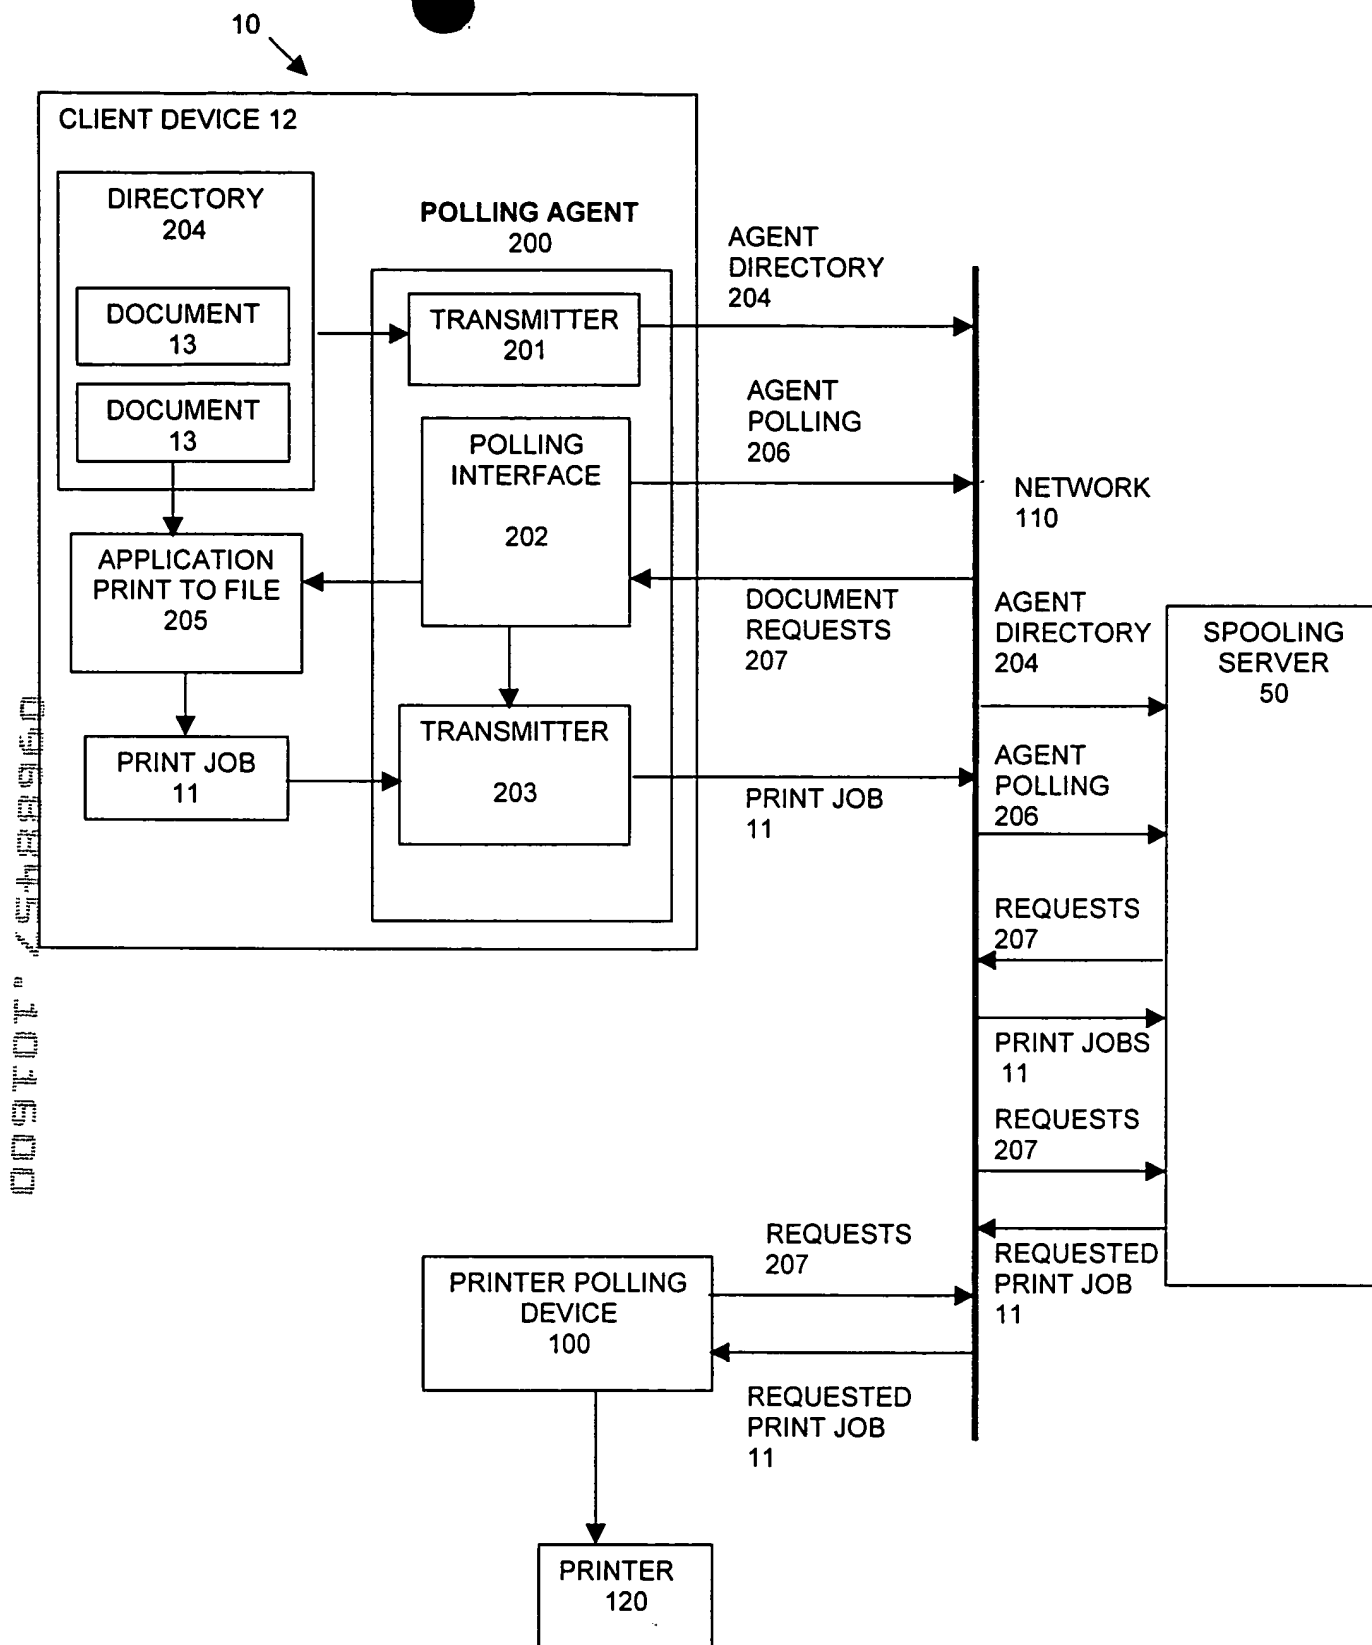 10
CLIENT DEVICE 12
DIRECTORY
204
DOCUMENT
13
DOCUMENT
13
POLLING AGENT
200
TRANSMITTER
201
POLLING
INTERFACE
202
APPLICATION
PRINT TO FILE
205
PRINT JOB
11
TRANSMITTER
203
AGENT
DIRECTORY
204
AGENT
POLLING
206
DOCUMENT
REQUESTS
207
PRINT JOB
11
NETWORK
110
AGENT
DIRECTORY
204
AGENT
POLLING
206
REQUESTS
207
PRINT JOBS
11
REQUESTS
207
REQUESTED
PRINT JOB
11
SPOOLING
SERVER
50
REQUESTS
207
PRINTER POLLING
DEVICE
100
REQUESTED
PRINT JOB
11
PRINTER
120
09688452 . 101600